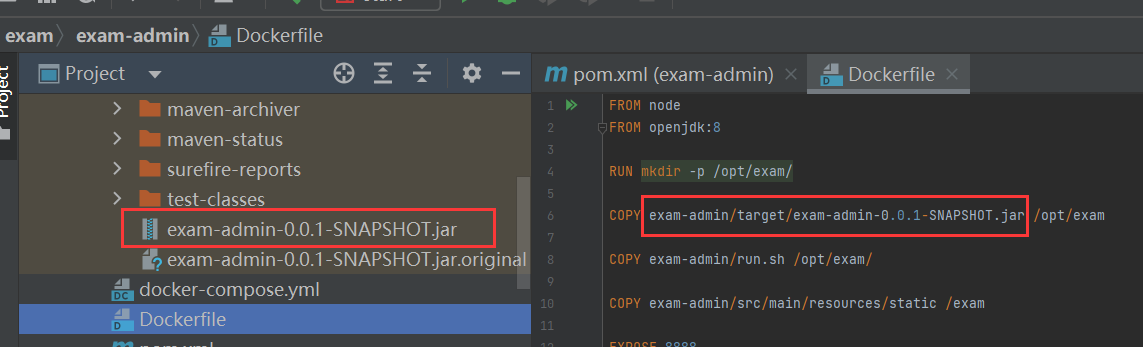 exam exam-admin Dockerfile
Project
Project
maven-archiver
maven-status
surefire-reports
test-classes
exam-admin-0.0.1-SNAPSHOT.jar
exam-admin-0.0.1-SNAPSHOT.jar.original
docker-compose.yml
Dockerfile
pom.xml (exam-admin) Dockerfile
1 FROM node
2 FROM openjdk:8
3
4 RUN mkdir -p /opt/exam/
5
6 COPY exam-admin/target/exam-admin-0.0.1-SNAPSHOT.jar /opt/exam
7
8 COPY exam-admin/run.sh /opt/exam/
9
10 COPY exam-admin/src/main/resources/static /exam
11
12 EXPOSE 8888